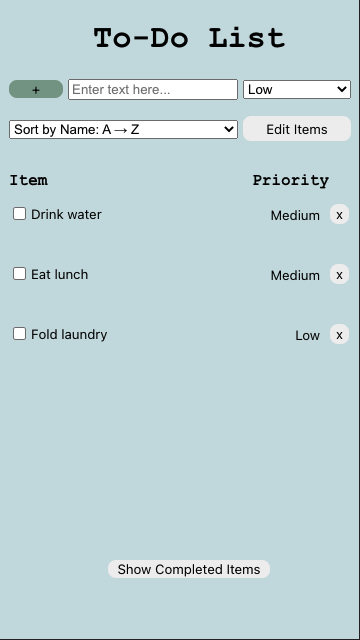 To-Do List
+ Enter text here... Low
Sort by Name: A → Z Edit Items
Item Priority
Drink water Medium x
Eat lunch Medium x
Fold laundry Low x
Show Completed Items